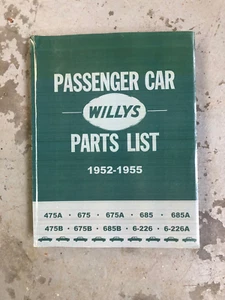 PASSENGER CAR
WILLYS
PARTS LIST
1952-1955
475A · 675 · 675A · 685 · 685A
475B · 675B · 685B · 6-226 · 6-226A